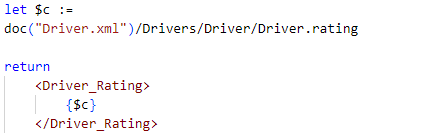 let $c :=
doc("Driver.xml")/Drivers/Driver/Driver.rating
return
<Driver_Rating>
{$c}
</Driver_Rating>